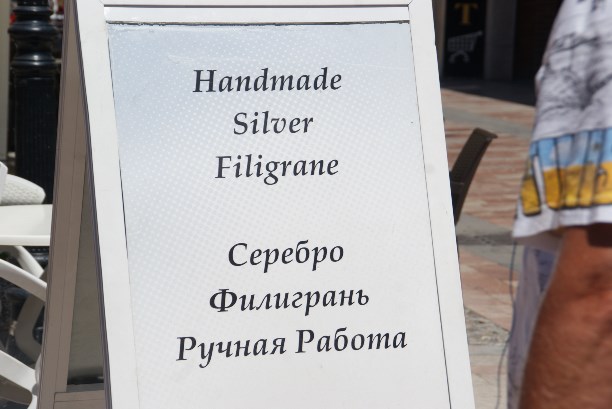 T
Handmade
Silver
Filigrane
Серебро
Филигрань
Ручная Работа